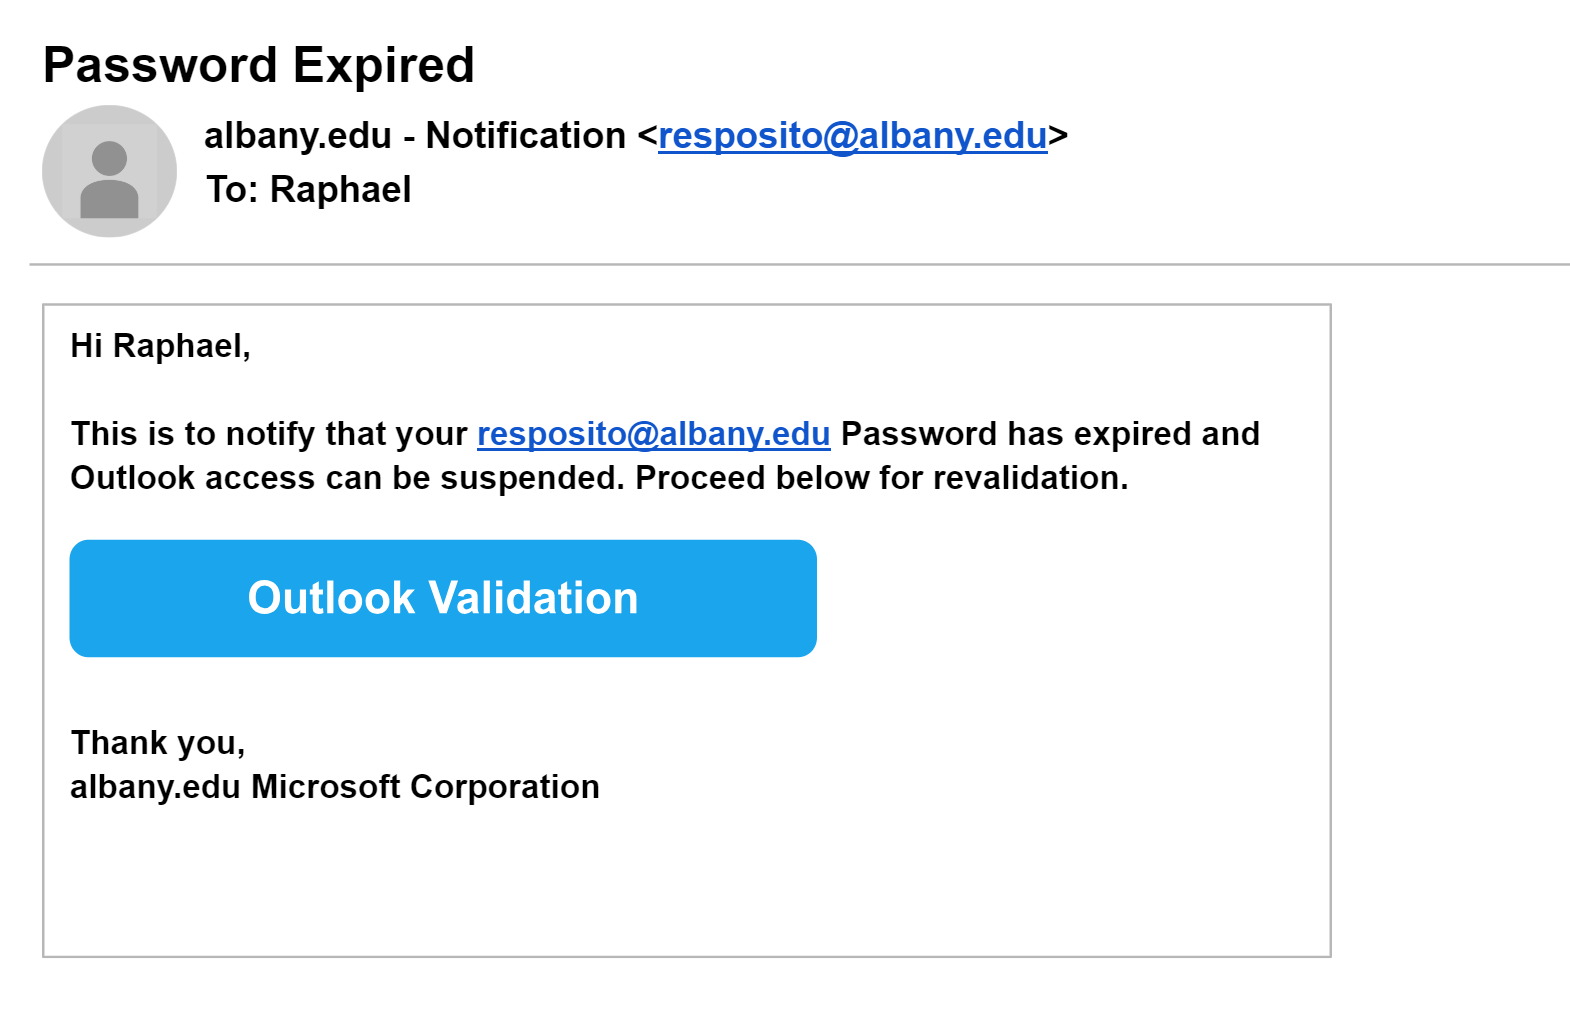 Password Expired
albany.edu - Notification <resposito@albany.edu>
To: Raphael
Hi Raphael,
This is to notify that your resposito@albany.edu Password has expired and
Outlook access can be suspended. Proceed below for revalidation.
Outlook Validation
Thank you,
albany.edu Microsoft Corporation